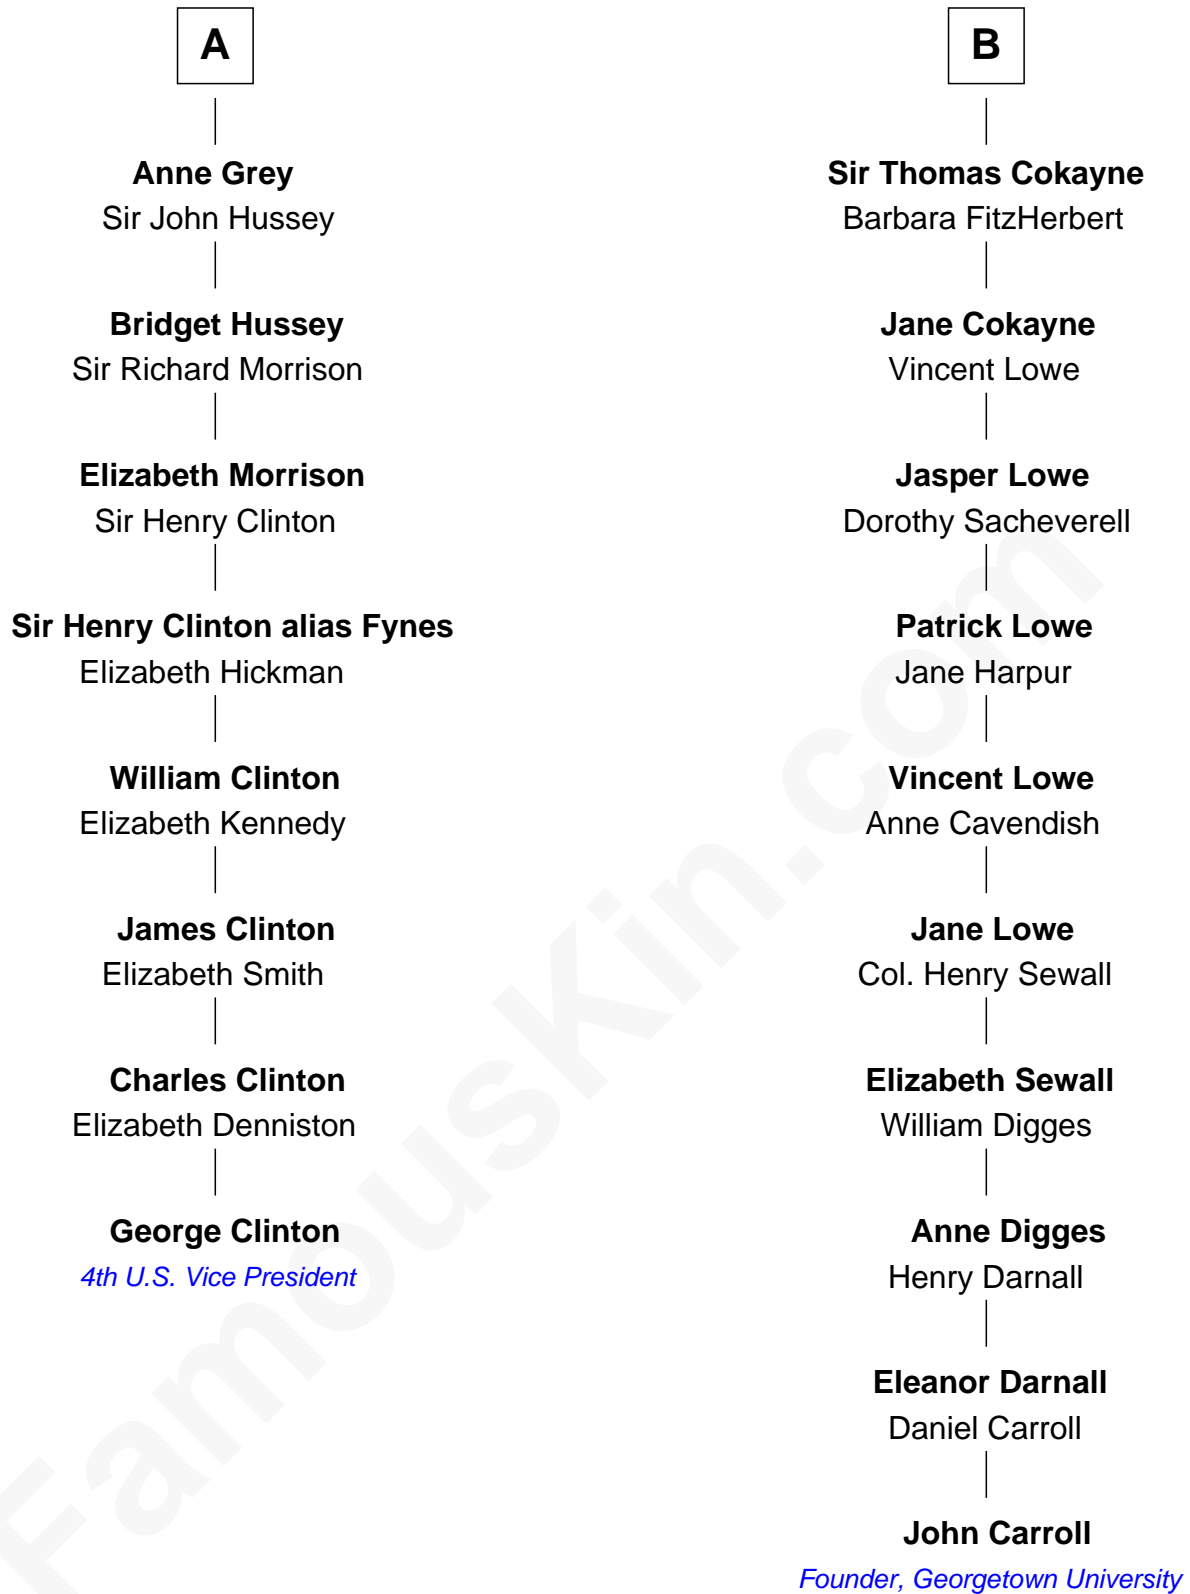 A
Anne Grey
Sir John Hussey
Bridget Hussey
Sir Richard Morrison
Elizabeth Morrison
Sir Henry Clinton
Sir Henry Clinton alias Fynes
Elizabeth Hickman
William Clinton
Elizabeth Kennedy
James Clinton
Elizabeth Smith
Charles Clinton
Elizabeth Denniston
George Clinton
4th U.S. Vice President
B
Sir Thomas Cokayne
Barbara FitzHerbert
Jane Cokayne
Vincent Lowe
Jasper Lowe
Dorothy Sacheverell
Patrick Lowe
Jane Harpur
Vincent Lowe
Anne Cavendish
Jane Lowe
Col. Henry Sewall
Elizabeth Sewall
William Digges
Anne Digges
Henry Darnall
Eleanor Darnall
Daniel Carroll
John Carroll
Founder, Georgetown University
FamousKin.com